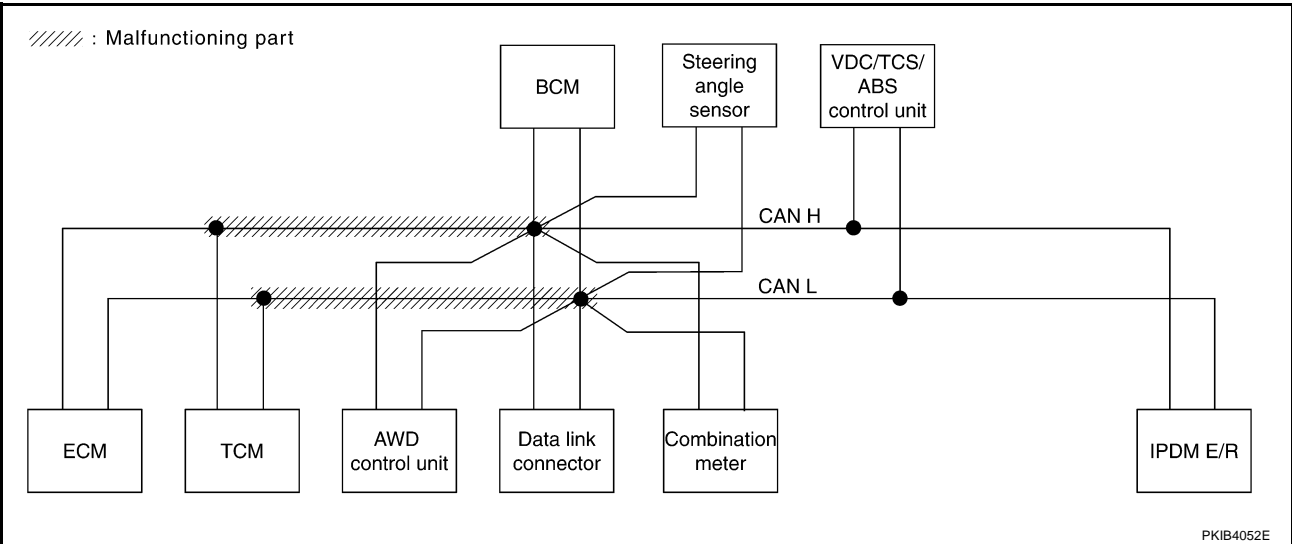 : Malfunctioning part
BCM
Steering
angle
sensor
VDC/TCS/
ABS
control unit
CAN H
CAN L
ECM
TCM
AWD
control unit
Data link
connector
Combination
meter
IPDM E/R
PKIB4052E